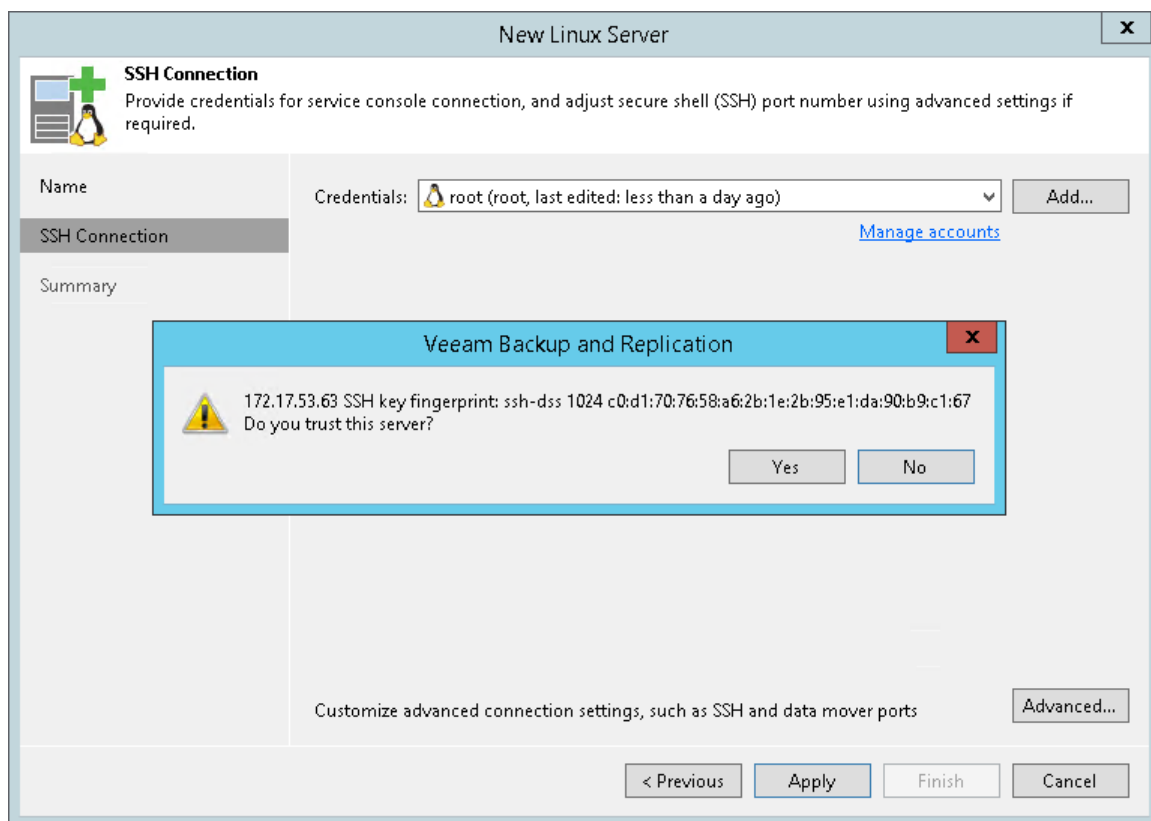 New Linux Server
x
SSH Connection
Provide credentials for service console connection, and adjust secure shell (SSH) port number using advanced settings if
required.
Name
SSH Connection
Summary
Credentials: root (root, last edited: less than a day ago) Add...
Manage accounts
Veeam Backup and Replication
x
172.17.53.63 SSH key fingerprint: ssh-dss 1024 c0:d1:70:76:58:a6:2b:1e:2b:95:e1:da:90:b9:c1:67
Do you trust this server?
Yes No
Customize advanced connection settings, such as SSH and data mover ports Advanced...
< Previous Apply Finish Cancel